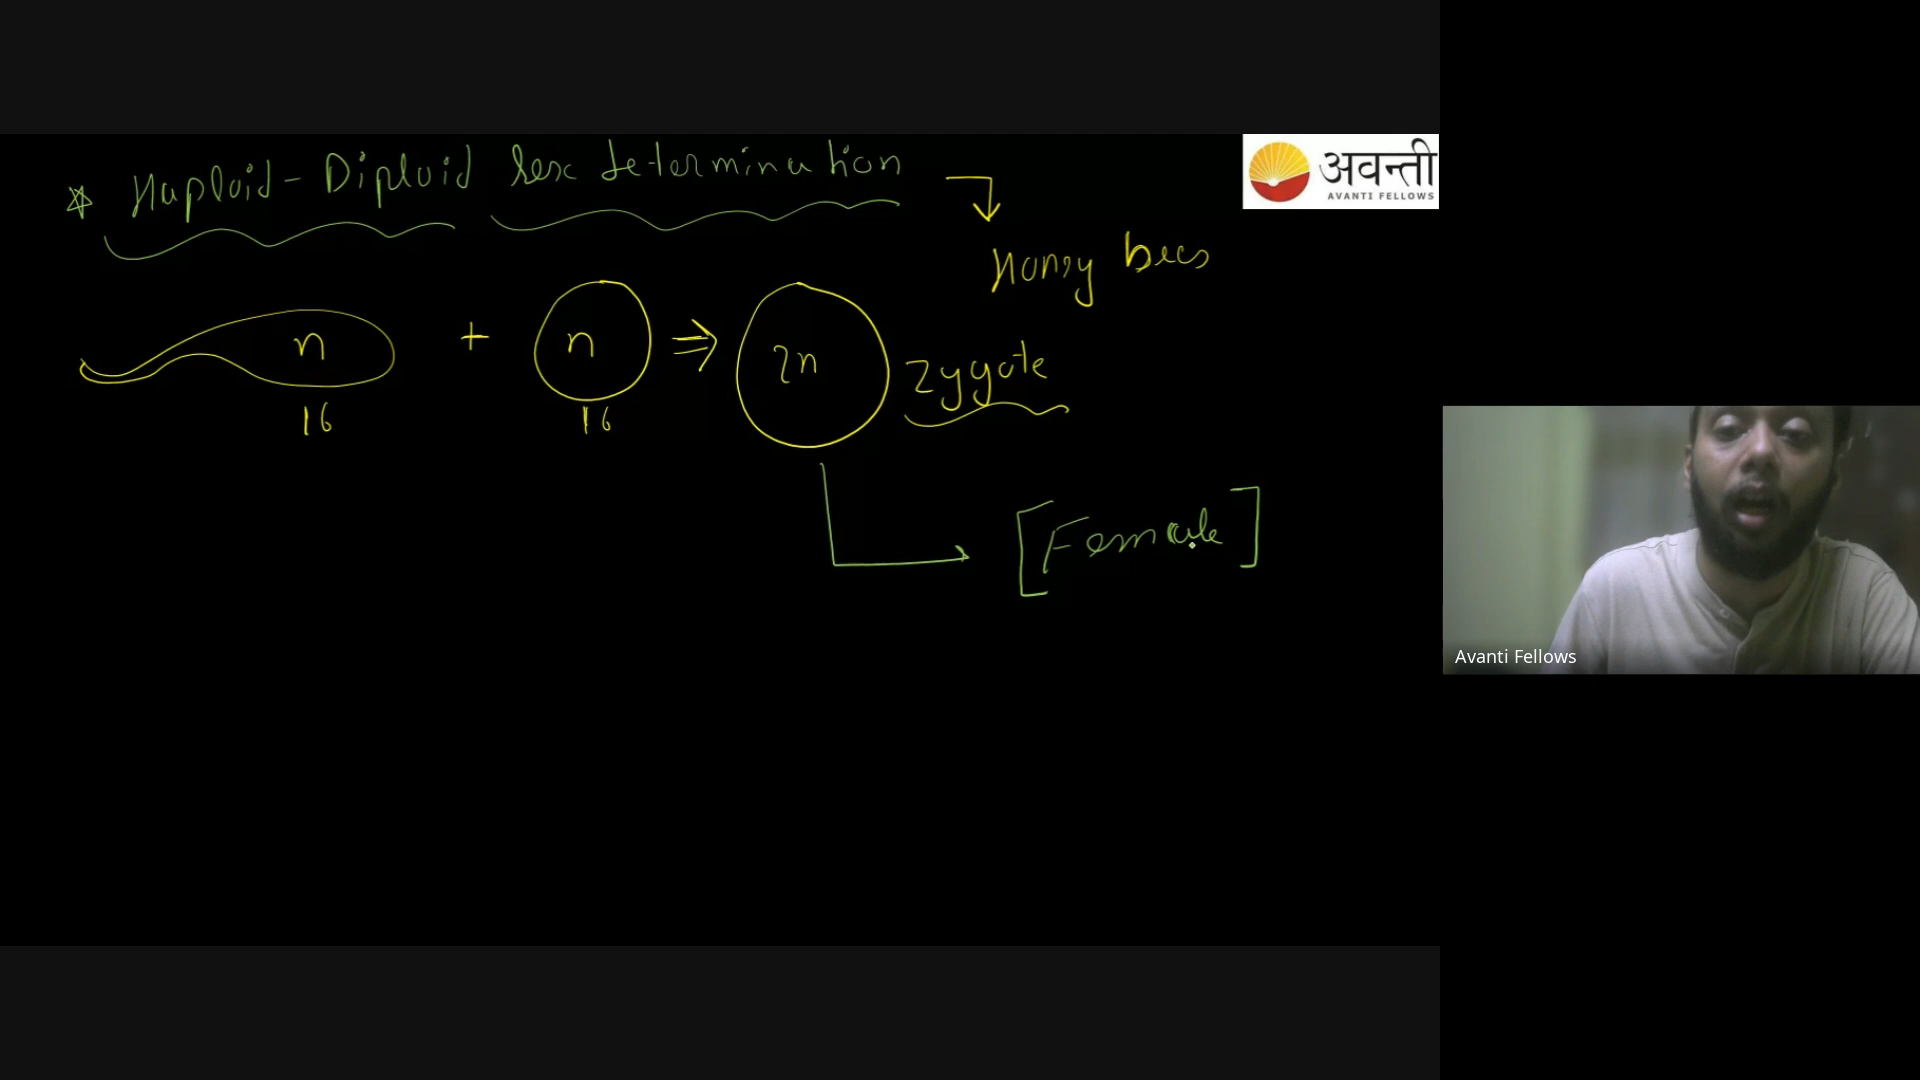 * Haploid - Diploid sex determination
Honey bees
n + n ⇒ 2n Zygote
16 16
[Female]
अवन्ती
AVANTI FELLOWS
Avanti Fellows